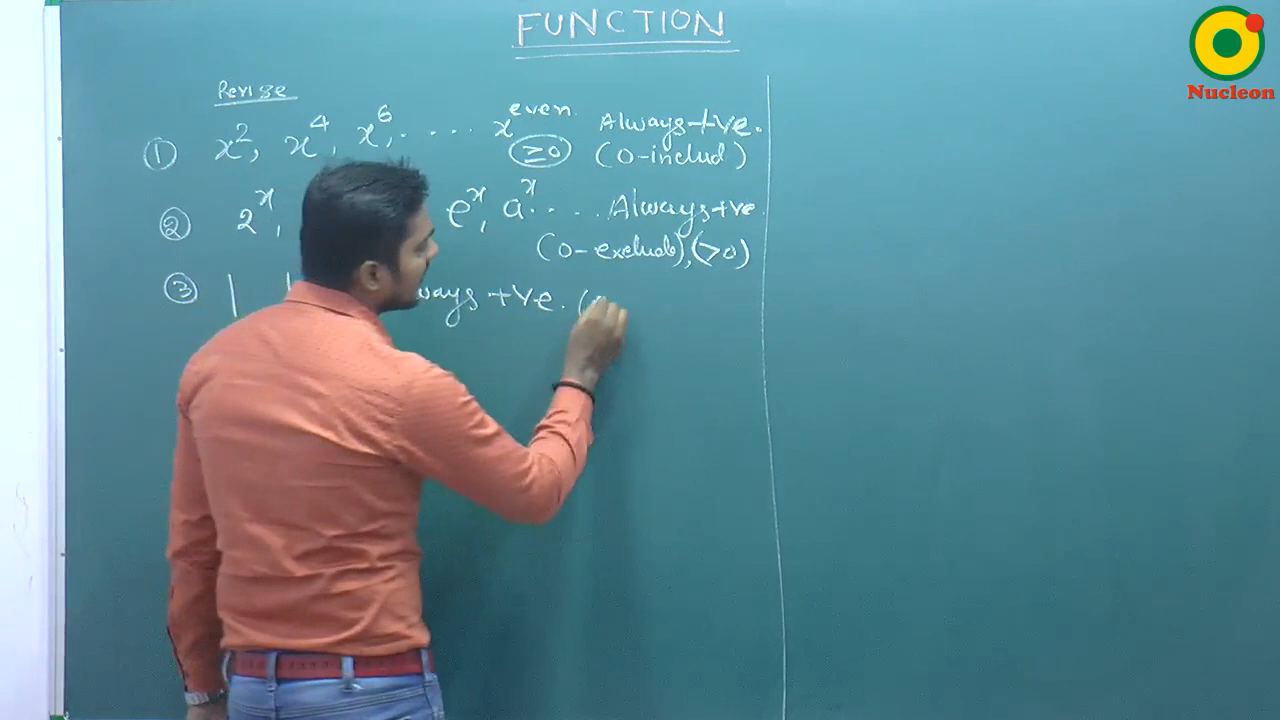 FUNCTION
Nucleon
Revise
① x², x⁴, x⁶, .... x^even. Always +ve.
≥0 (0-includ)
② 2^x, e^x, a^x .... Always +ve.
(0-exclude), (>0)
③ | | ways +ve. (